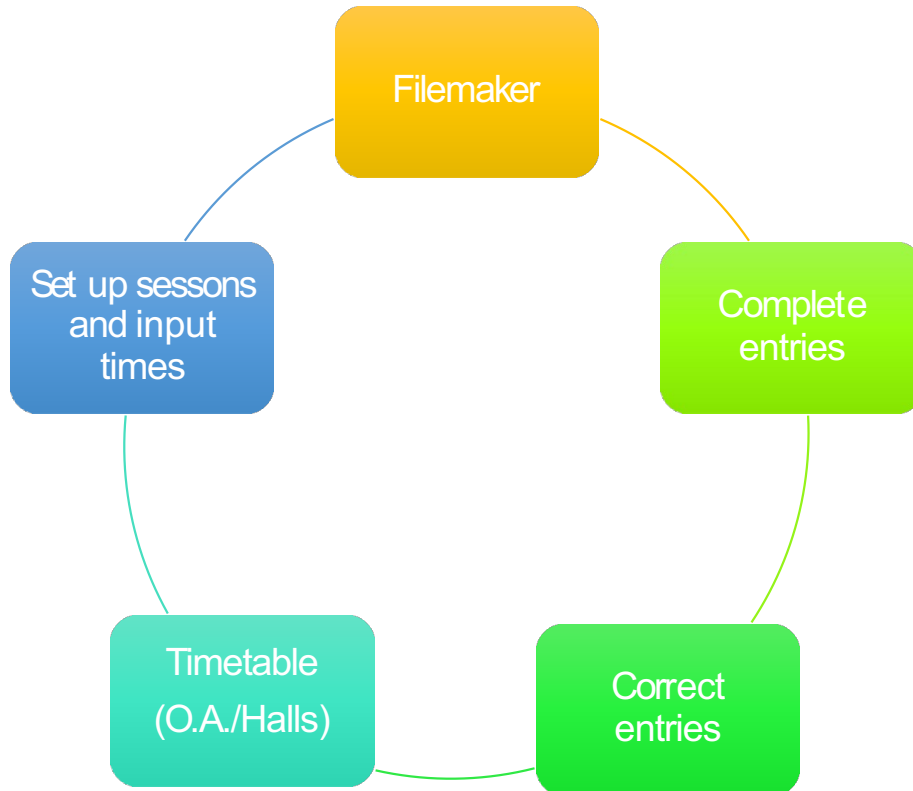 Filemaker
Complete
entries
Correct
entries
Timetable
(O.A./Halls)
Set up sessons
and input
times